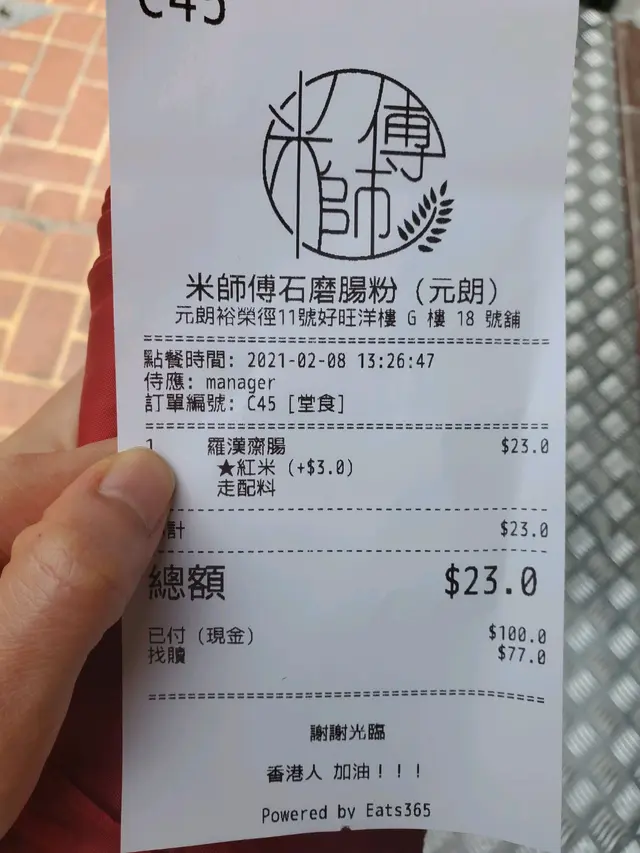 C45
米師傅
米師傅石磨腸粉 (元朗)
元朗裕榮徑11號好旺洋樓 G 樓 18 號舖
點餐時間: 2021-02-08 13:26:47
侍應: manager
訂單編號: C45 [堂食]
1 羅漢齋腸 $23.0
★紅米 (+$3.0)
走配料
計 $23.0
總額 $23.0
已付 (現金) $100.0
找贖 $77.0
謝謝光臨
香港人 加油!!!
Powered by Eats365